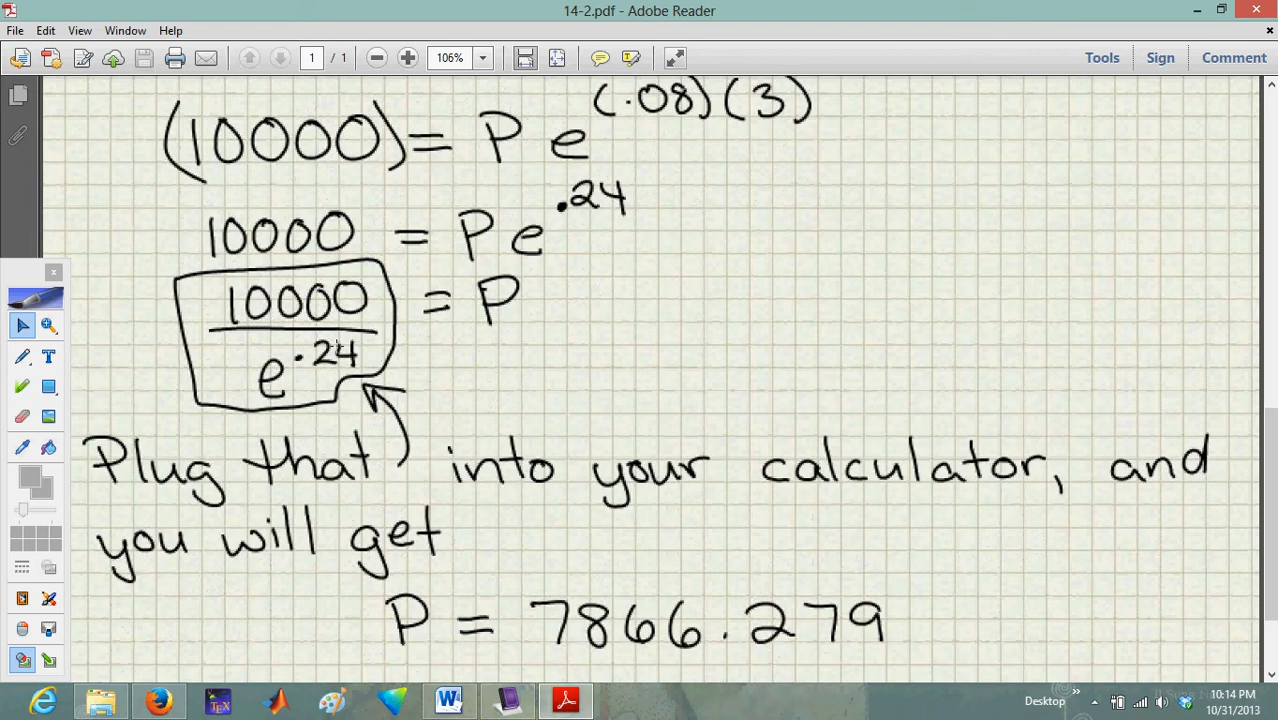 14-2.pdf - Adobe Reader
File Edit View Window Help
1 / 1 106% Tools Sign Comment
(10000) = P e^(.08)(3)
10000 = P e^.24
10000 / e^.24 = P
Plug that into your calculator, and
you will get
P = 7866.279
Desktop
10:14 PM
10/31/2013